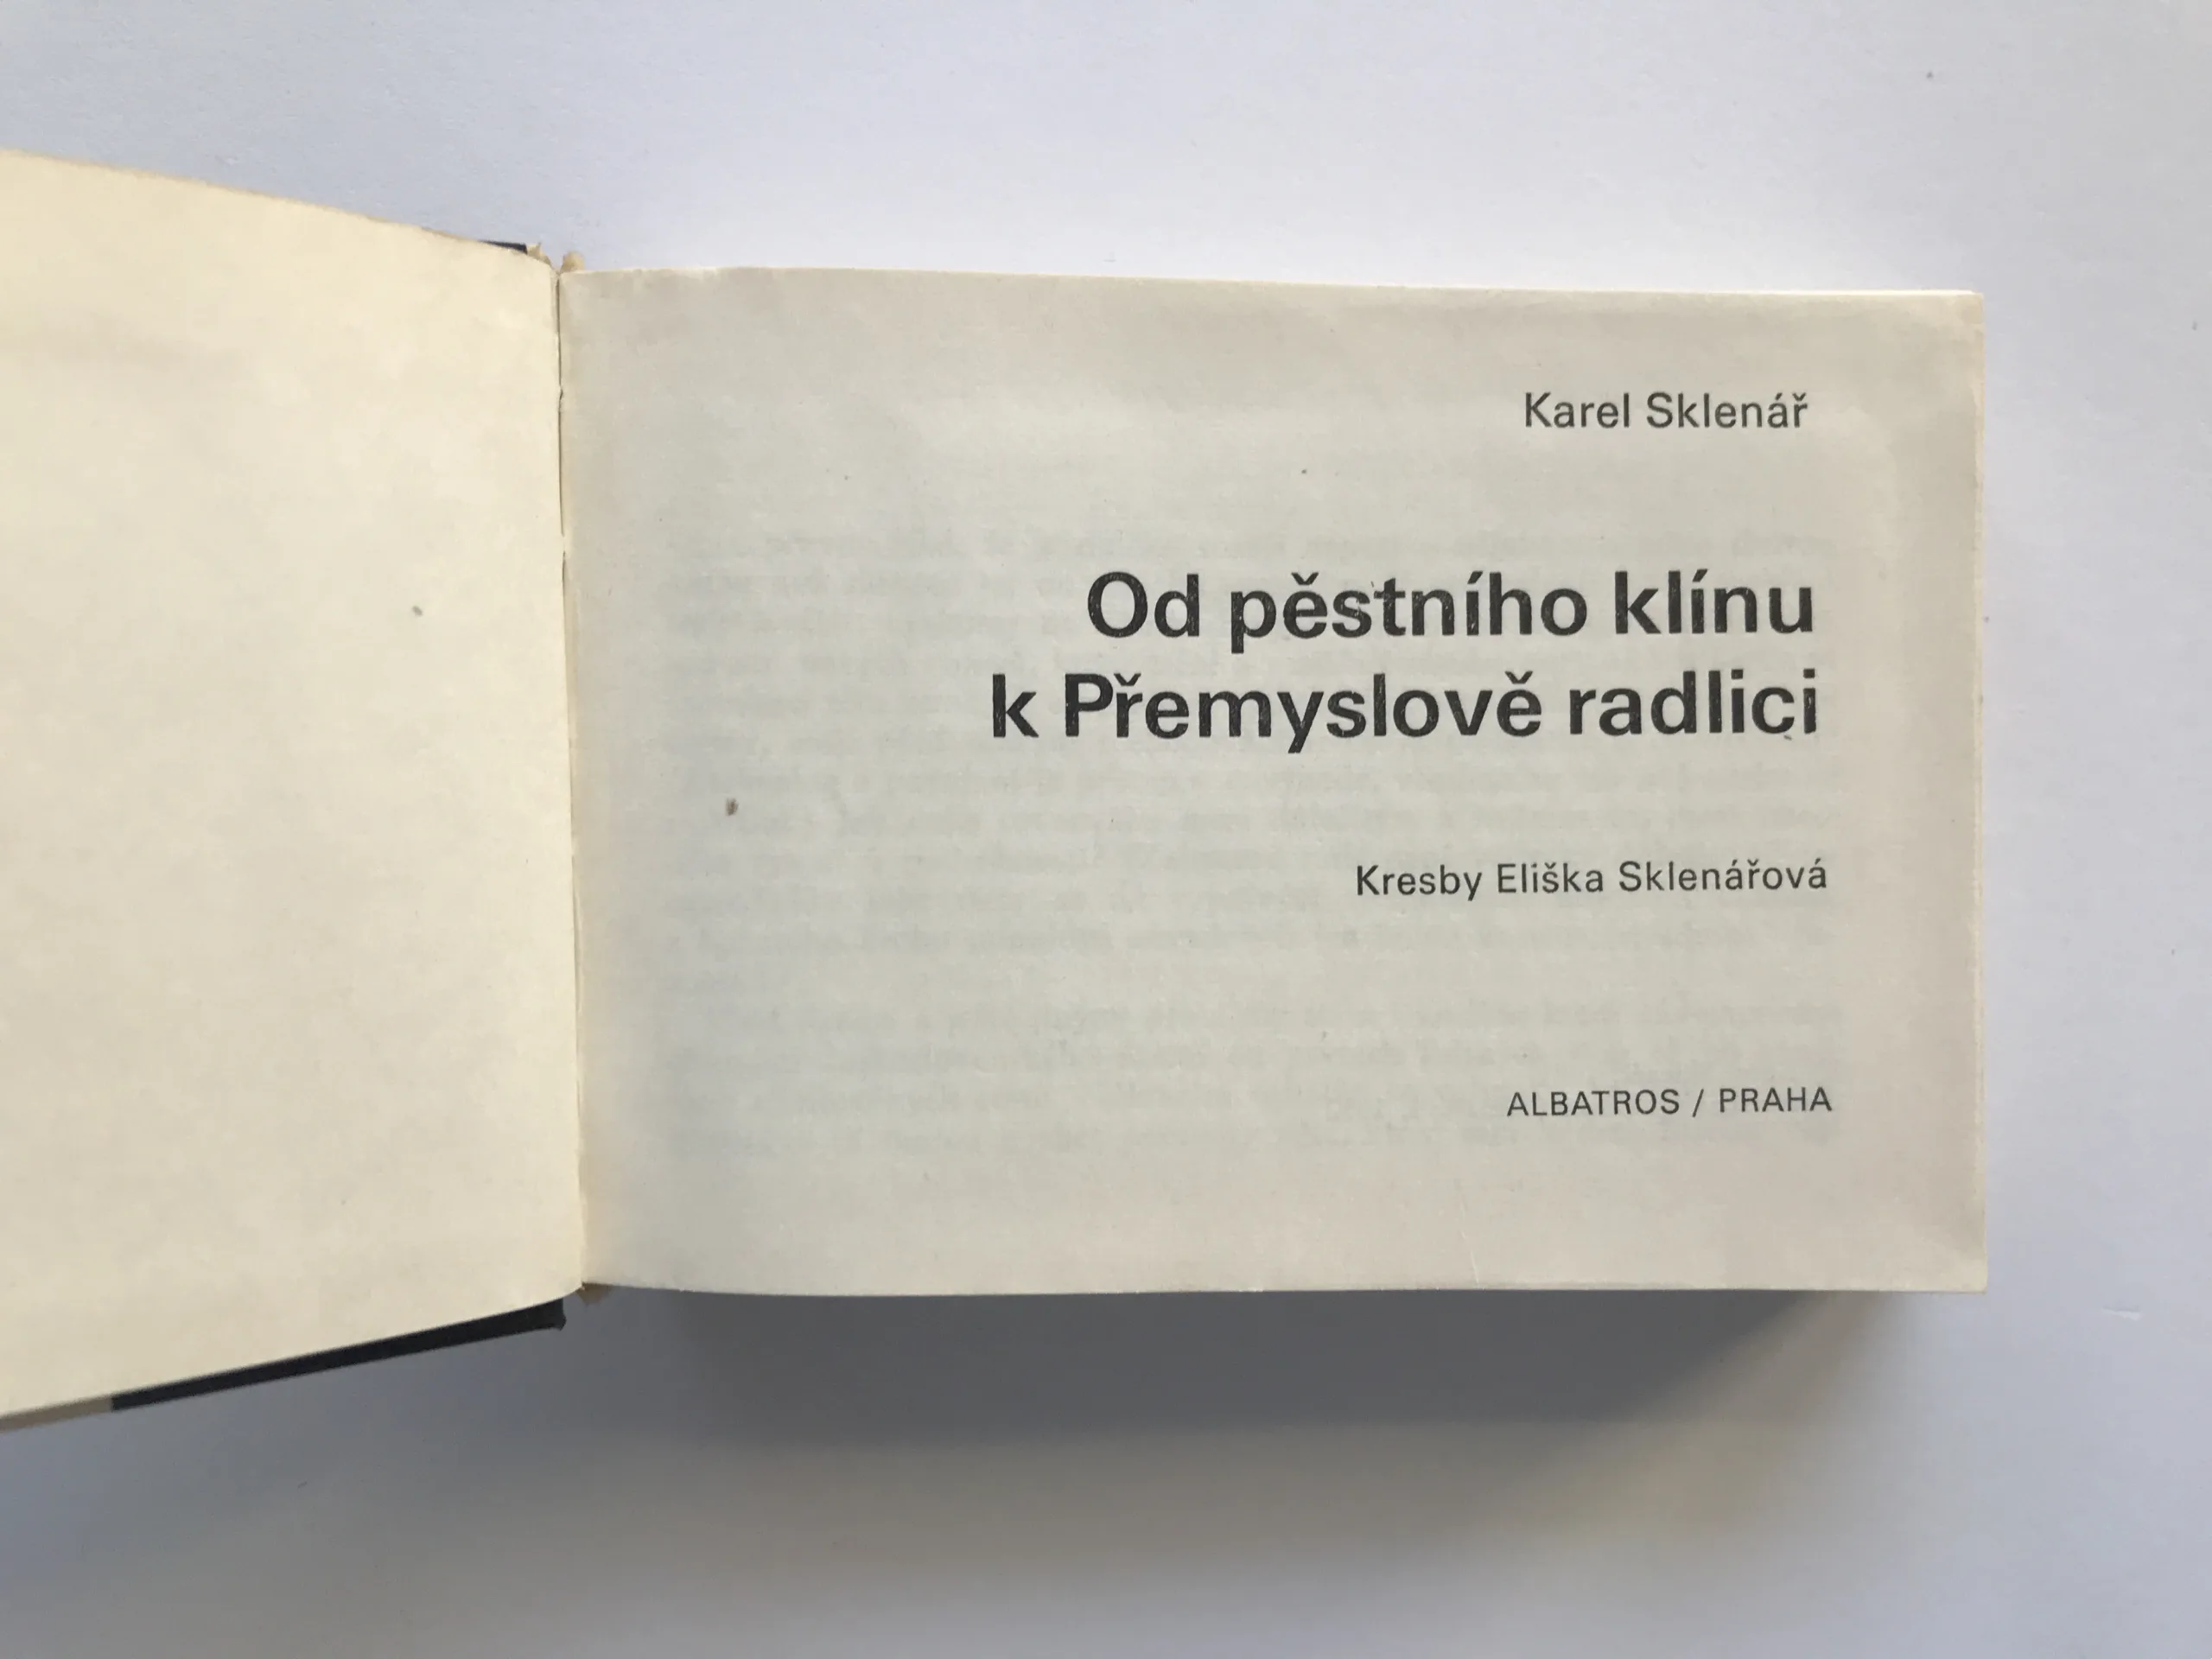 Karel Sklenář
Od pěstního klínu
k Přemyslově radlici
Kresby Eliška Sklenářová
ALBATROS / PRAHA